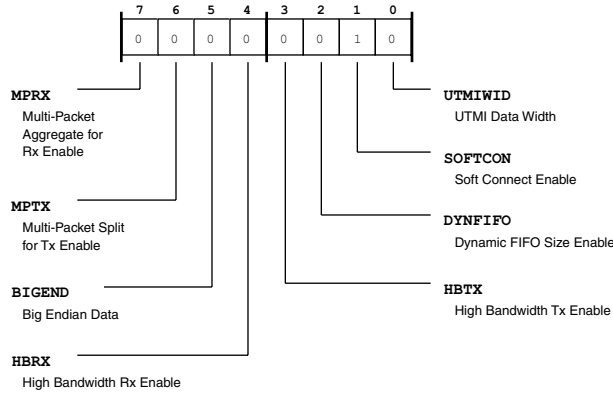 7 6 5 4 3 2 1 0
0 0 0 0 0 0 1 0
MPRX
Multi-Packet
Aggregate for
Rx Enable
MPTX
Multi-Packet Split
for Tx Enable
BIGEND
Big Endian Data
HBRX
High Bandwidth Rx Enable
UTMIWID
UTMI Data Width
SOFTCON
Soft Connect Enable
DYNFIFO
Dynamic FIFO Size Enable
HBTX
High Bandwidth Tx Enable